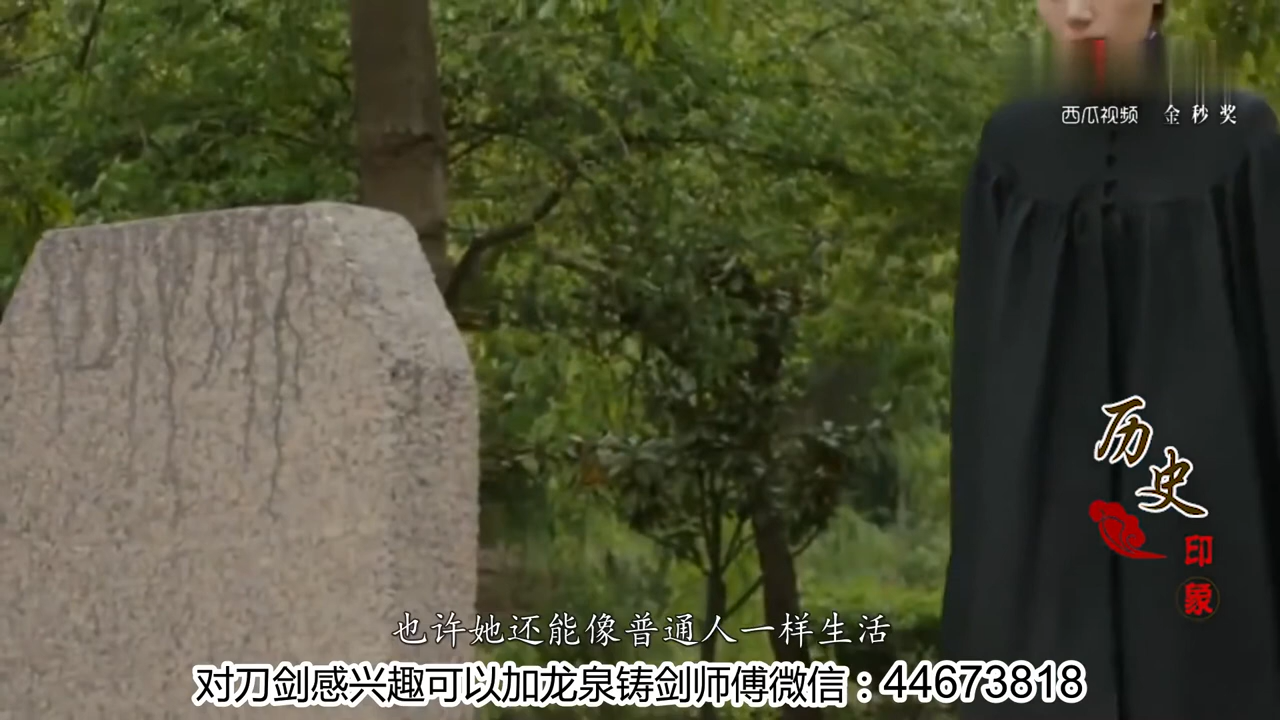 西瓜视频 金秒奖
历史
印象
也许她还能像普通人一样生活
对刀剑感兴趣可以加龙泉铸剑师傅微信：44673818